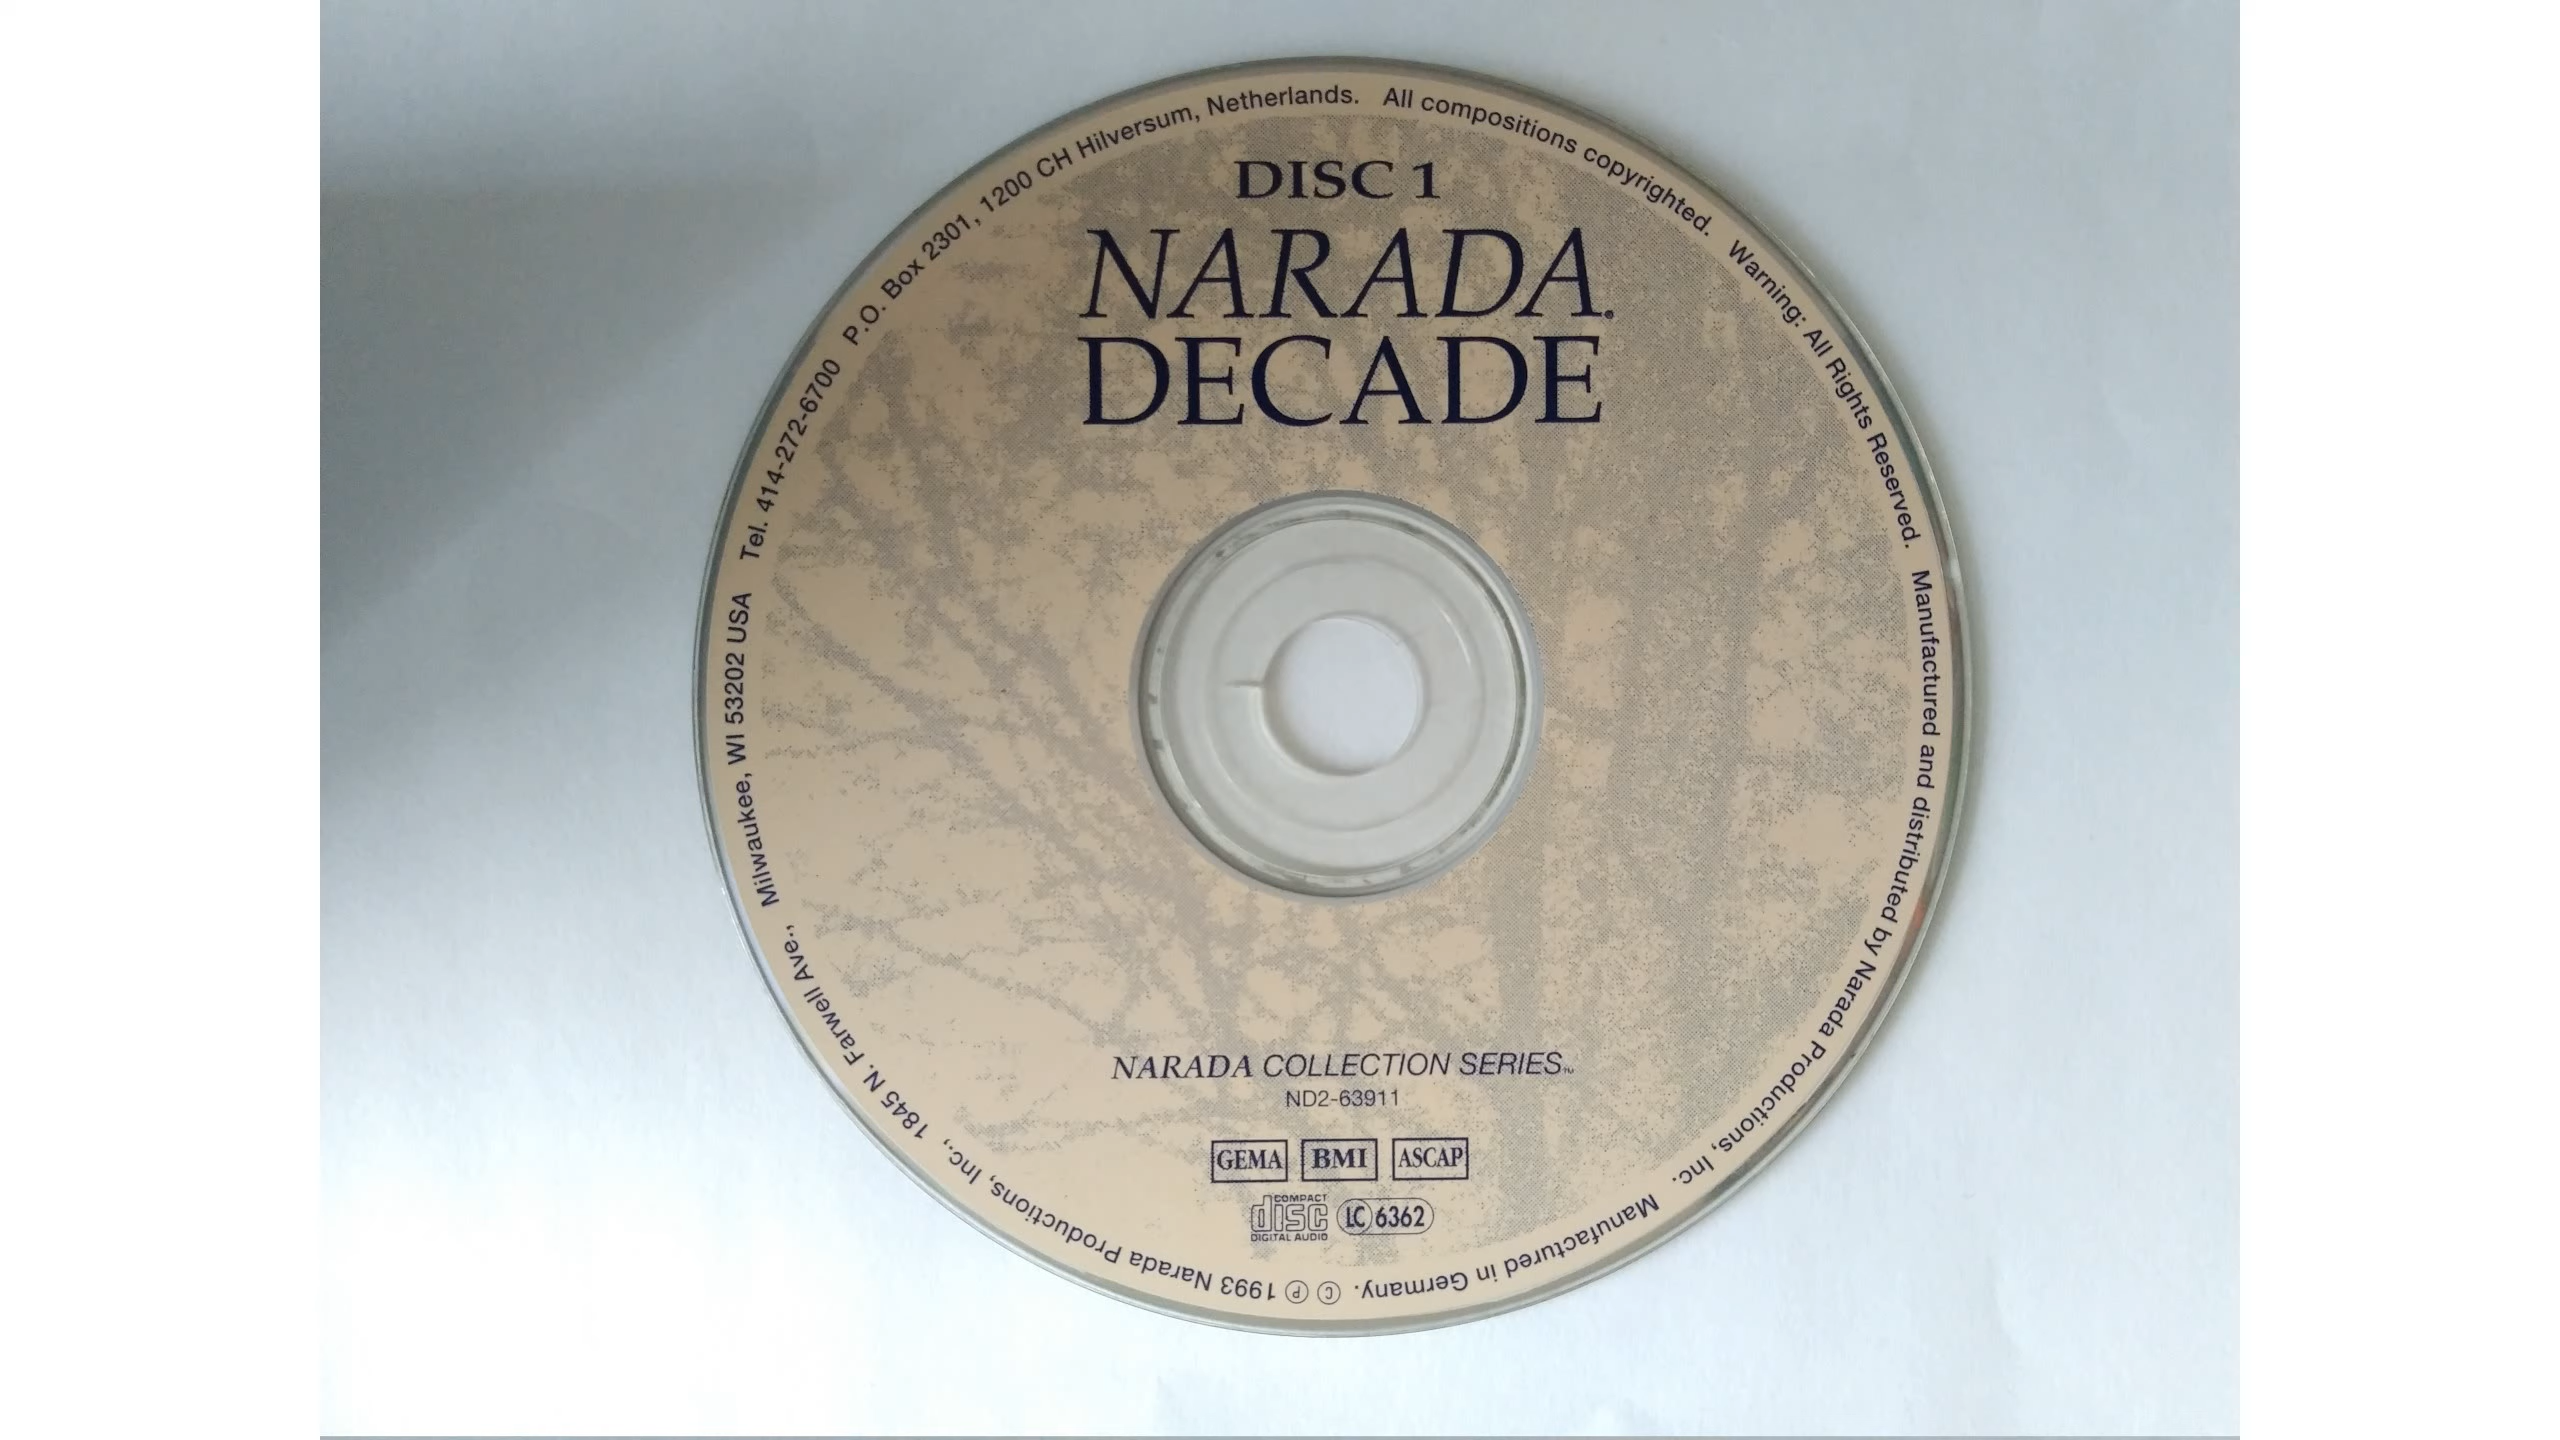 DISC 1
NARADA®
DECADE
NARADA COLLECTION SERIES™
ND2-63911
GEMA BMI ASCAP
COMPACT
disc
DIGITAL AUDIO
LC 6362
Ⓒ Ⓟ 1993 Narada Productions, Inc., 1845 N. Farwell Ave., Milwaukee, WI 53202 USA Tel. 414-272-6700 P.O. Box 2301, 1200 CH Hilversum, Netherlands. All compositions copyrighted. Warning: All Rights Reserved. Manufactured and distributed by Narada Productions, Inc. Manufactured in Germany.